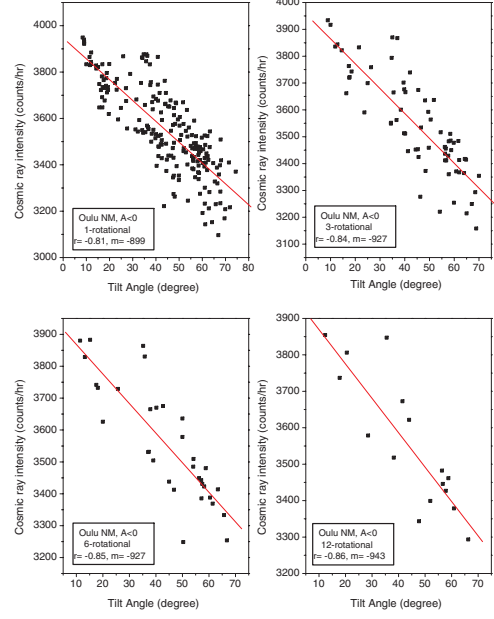 4000
3800
3600
3400
3200
3000
0 10 20 30 40 50 60 70 80
Cosmic ray intensity (counts/hr)
Tilt Angle (degree)
Oulu NM, A<0
1-rotational
r= -0.81, m= -899
4000
3900
3800
3700
3600
3500
3400
3300
3200
3100
0 10 20 30 40 50 60 70
Cosmic ray intensity (counts/hr)
Tilt Angle (degree)
Oulu NM, A<0
3-rotational
r= -0.84, m= -927
3900
3800
3700
3600
3500
3400
3300
3200
10 20 30 40 50 60 70
Cosmic ray intensity (counts/hr)
Tilt Angle (degree)
Oulu NM, A<0
6-rotational
r= -0.85, m= -927
3900
3800
3700
3600
3500
3400
3300
3200
10 20 30 40 50 60 70
Cosmic ray intensity (counts/hr)
Tilt Angle (degree)
Oulu NM, A<0
12-rotational
r= -0.86, m= -943